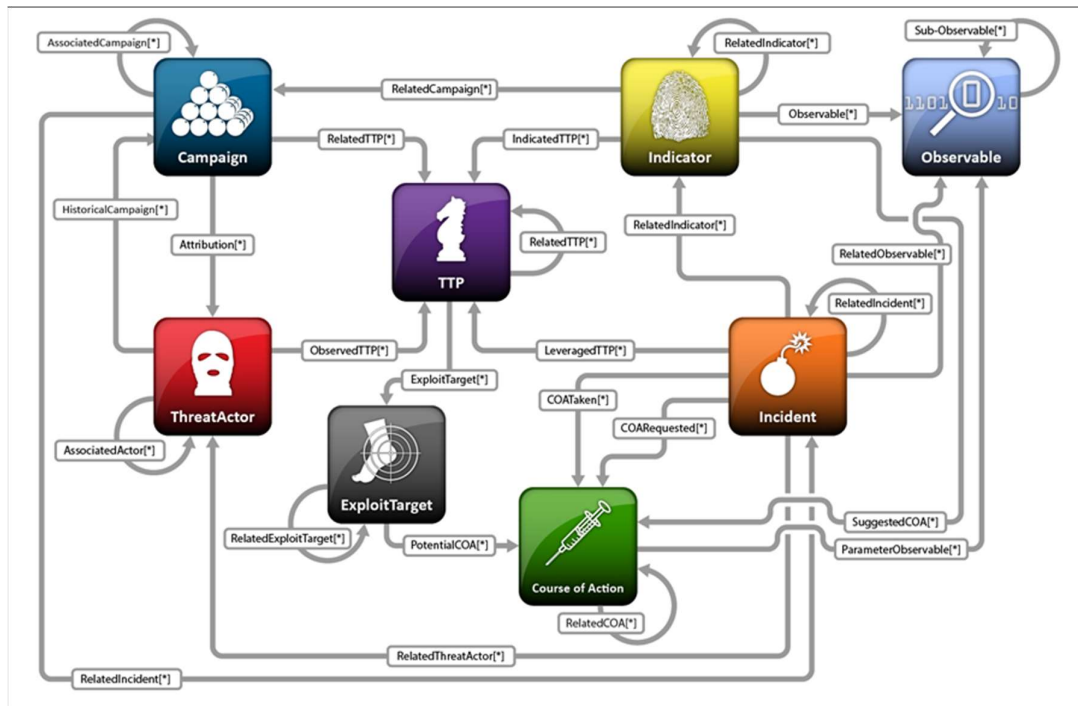 AssociatedCampaign[*]
RelatedIndicator[*]
Sub-Observable[*]
RelatedCampaign[*]
Observable[*]
1101 0 10
RelatedTTP[*]
IndicatedTTP[*]
Campaign
Indicator
Observable
HistoricalCampaign[*]
RelatedIndicator[*]
Attribution[*]
RelatedTTP[*]
RelatedObservable[*]
TTP
RelatedIncident[*]
ObservedTTP[*]
LeveragedTTP[*]
ExploitTarget[*]
COATaken[*]
ThreatActor
Incident
COARequested[*]
AssociatedActor[*]
ExploitTarget
SuggestedCOA[*]
RelatedExploitTarget[*]
PotentialCOA[*]
ParameterObservable[*]
Course of Action
RelatedCOA[*]
RelatedThreatActor[*]
RelatedIncident[*]